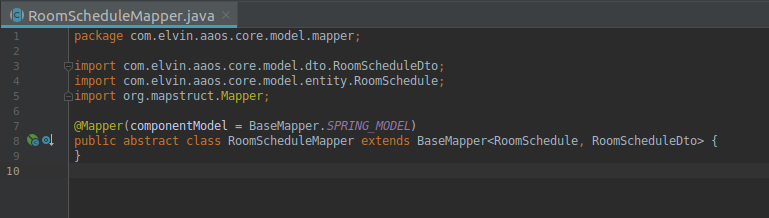 RoomScheduleMapper.java
1 package com.elvin.aaos.core.model.mapper;
2
3 import com.elvin.aaos.core.model.dto.RoomScheduleDto;
4 import com.elvin.aaos.core.model.entity.RoomSchedule;
5 import org.mapstruct.Mapper;
6
7 @Mapper(componentModel = BaseMapper.SPRING_MODEL)
8 public abstract class RoomScheduleMapper extends BaseMapper<RoomSchedule, RoomScheduleDto> {
9 }
10